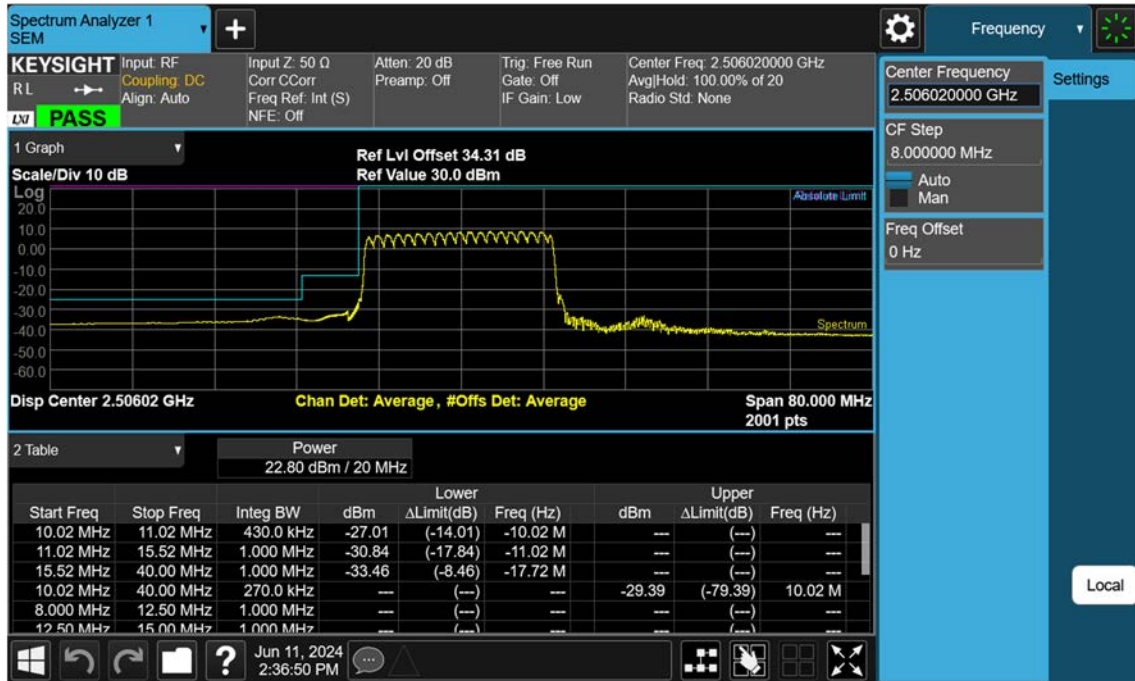 Spectrum Analyzer 1
SEM
Frequency
KEYSIGHT
R L
LXI
PASS
Input: RF
Coupling: DC
Align: Auto
Input Z: 50 Ω
Corr CCorr
Freq Ref: Int (S)
NFE: Off
Atten: 20 dB
Preamp: Off
Trig: Free Run
Gate: Off
IF Gain: Low
Center Freq: 2.506020000 GHz
Avg|Hold: 100.00% of 20
Radio Std: None
Center Frequency
2.506020000 GHz
Settings
CF Step
8.000000 MHz
Auto
Man
Freq Offset
0 Hz
1 Graph
Scale/Div 10 dB
Ref Lvl Offset 34.31 dB
Ref Value 30.0 dBm
Log
20.0
10.0
0.00
-10.0
-20.0
-30.0
-40.0
-50.0
-60.0
Limit
Spectrum
Disp Center 2.50602 GHz
Chan Det: Average, #Offs Det: Average
Span 80.000 MHz
2001 pts
2 Table
Power
22.80 dBm / 20 MHz
Lower Upper
Start Freq Stop Freq Integ BW dBm ΔLimit(dB) Freq (Hz) dBm ΔLimit(dB) Freq (Hz)
10.02 MHz 11.02 MHz 430.0 kHz -27.01 (-14.01) -10.02 M --- (---) ---
11.02 MHz 15.52 MHz 1.000 MHz -30.84 (-17.84) -11.02 M --- (---) ---
15.52 MHz 40.00 MHz 1.000 MHz -33.46 (-8.46) -17.72 M --- (---) ---
10.02 MHz 40.00 MHz 270.0 kHz --- (---) --- -29.39 (-79.39) 10.02 M
8.000 MHz 12.50 MHz 1.000 MHz --- (---) --- --- (---) ---
12.50 MHz 15.00 MHz 1.000 MHz --- (---) --- --- (---) ---
Local
?
Jun 11, 2024
2:36:50 PM